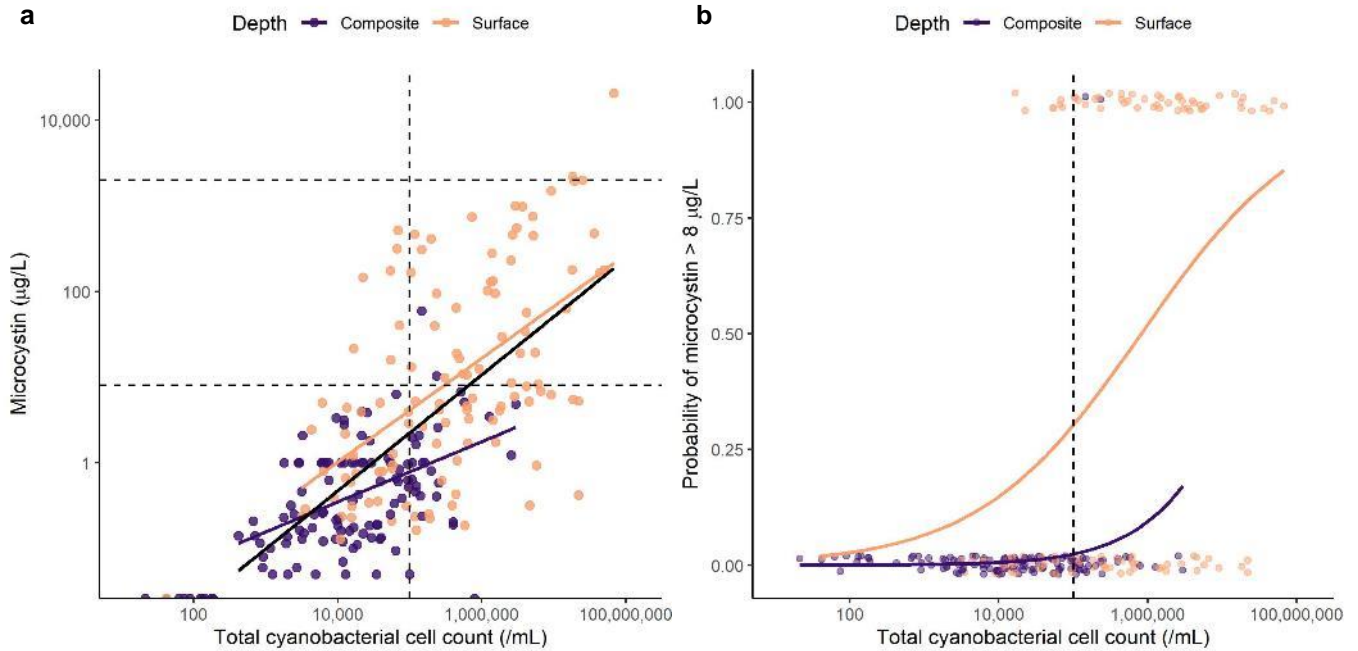 a
Depth Composite Surface
Microcystin (µg/L)
10,000
100
1
100 10,000 1,000,000 100,000,000
Total cyanobacterial cell count (/mL)
b
Depth Composite Surface
Probability of microcystin > 8 µg/L
1.00
0.75
0.50
0.25
0.00
100 10,000 1,000,000 100,000,000
Total cyanobacterial cell count (/mL)